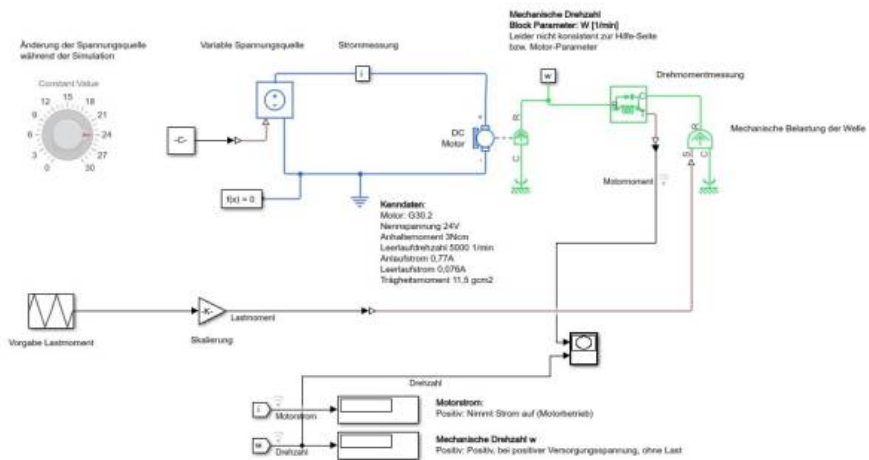 Mechanische Drehzahl
Block Parameter: W [1/min]
Leider nicht konsistent zur Hilfe-Seite
bzw. Motor-Parameter
Änderung der Spannungsquelle
während der Simulation
Variable Spannungsquelle
Strommessung
Constant Value
0
3
6
9
12
15
18
21
24
27
30
i
w
Drehmomentmessung
-C-
+
DC
Motor
-
R
C
R
C
S
R
C
Mechanische Belastung der Welle
Motormoment
f(x) = 0
Kenndaten:
Motor: G30.2
Nennspannung 24V
Anhaltemoment 3Ncm
Leerlaufdrehzahl 5000 1/min
Anlaufstrom 0,77A
Leerlaufstrom 0,076A
Trägheitsmoment 11,5 gcm2
-K-
Lastmoment
Vorgabe Lastmoment
Skalierung
Drehzahl
i
Motorstrom
Motorstrom:
Positiv: Nimmt Strom auf (Motorbetrieb)
w
Drehzahl
Mechanische Drehzahl w
Positiv: Positiv, bei positiver Versorgungsspannung, ohne Last